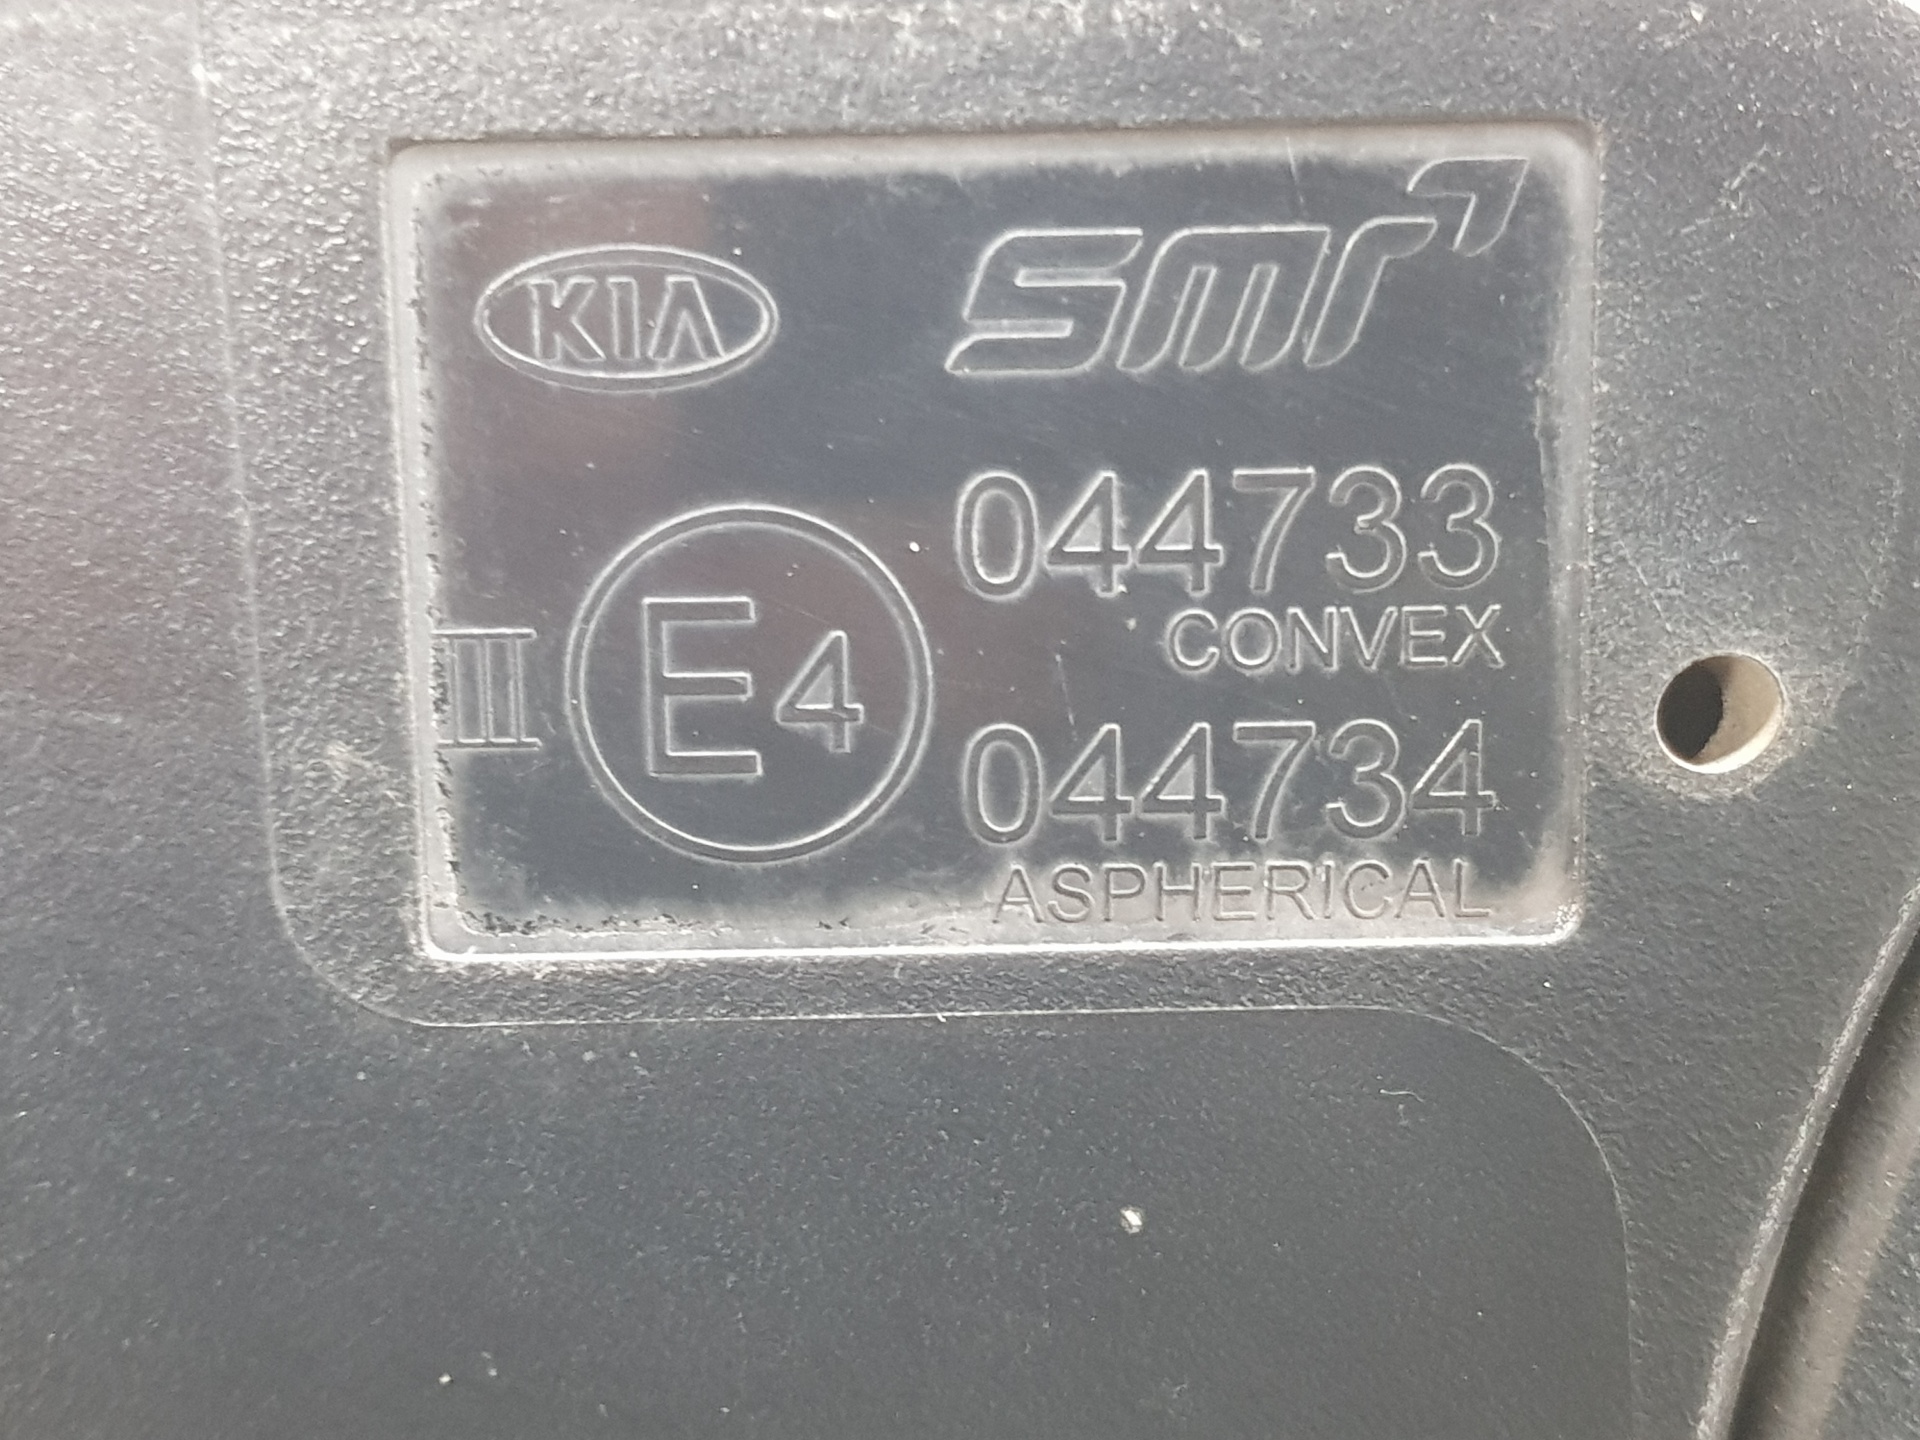 KIA
smr
044733
CONVEX
III E4
044734
ASPHERICAL